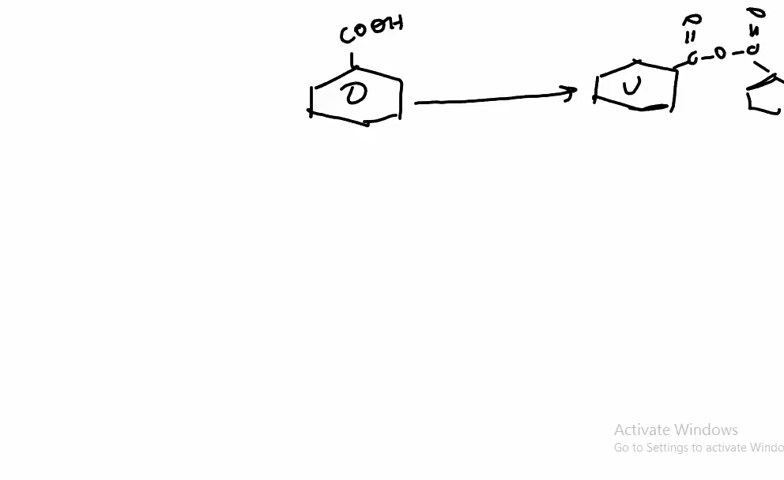 COOH
O O
C-O-C
Activate Windows
Go to Settings to activate Windo